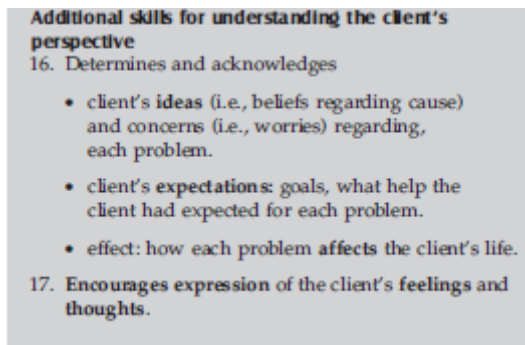 Additional skills for understanding the client's
perspective
16. Determines and acknowledges
• client's ideas (i.e., beliefs regarding cause)
and concerns (i.e., worries) regarding,
each problem.
• client's expectations: goals, what help the
client had expected for each problem.
• effect: how each problem affects the client's life.
17. Encourages expression of the client's feelings and
thoughts.